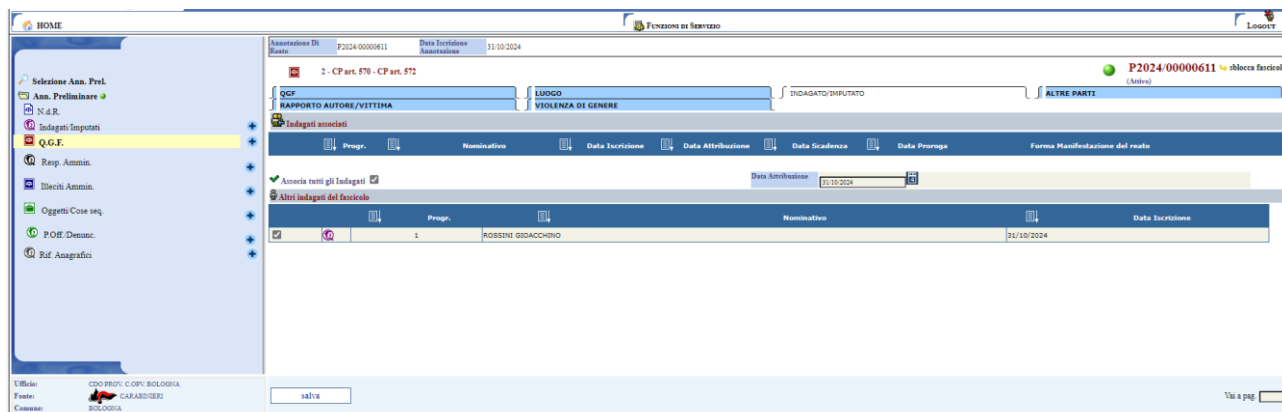 HOME
FUNZIONI DI SERVIZIO
LOGOUT
Annotazione Di Reato P2024/00000611 Data Iscrizione Annotazione 31/10/2024
2 - CP art. 570 - CP art. 572
P2024/00000611 sblocca fascicol
(Attivo)
QGF LUOGO INDAGATO/IMPUTATO ALTRE PARTI
RAPPORTO AUTORE/VITTIMA VIOLENZA DI GENERE
Indagati associati
Progr. Nominativo Data Iscrizione Data Attribuzione Data Scadenza Data Proroga Forma Manifestazione del reato
Associa tutti gli Indagati Data Attribuzione 31/10/2024
Altri indagati del fascicolo
Progr. Nominativo Data Iscrizione
1 ROSSINI GIOACCHINO 31/10/2024
Selezione Ann. Prel.
Ann. Preliminare
N.d.R.
Indagati/Imputati
Q.G.F.
Resp. Ammin.
Illeciti Ammin.
Oggetti/Cose seq.
P.Off./Denunc.
Rif. Anagrafici
Ufficio: CDO PROV. C.OPV. BOLOGNA
Fonte: CARABINIERI
Comune: BOLOGNA
salva
Vai a pag.